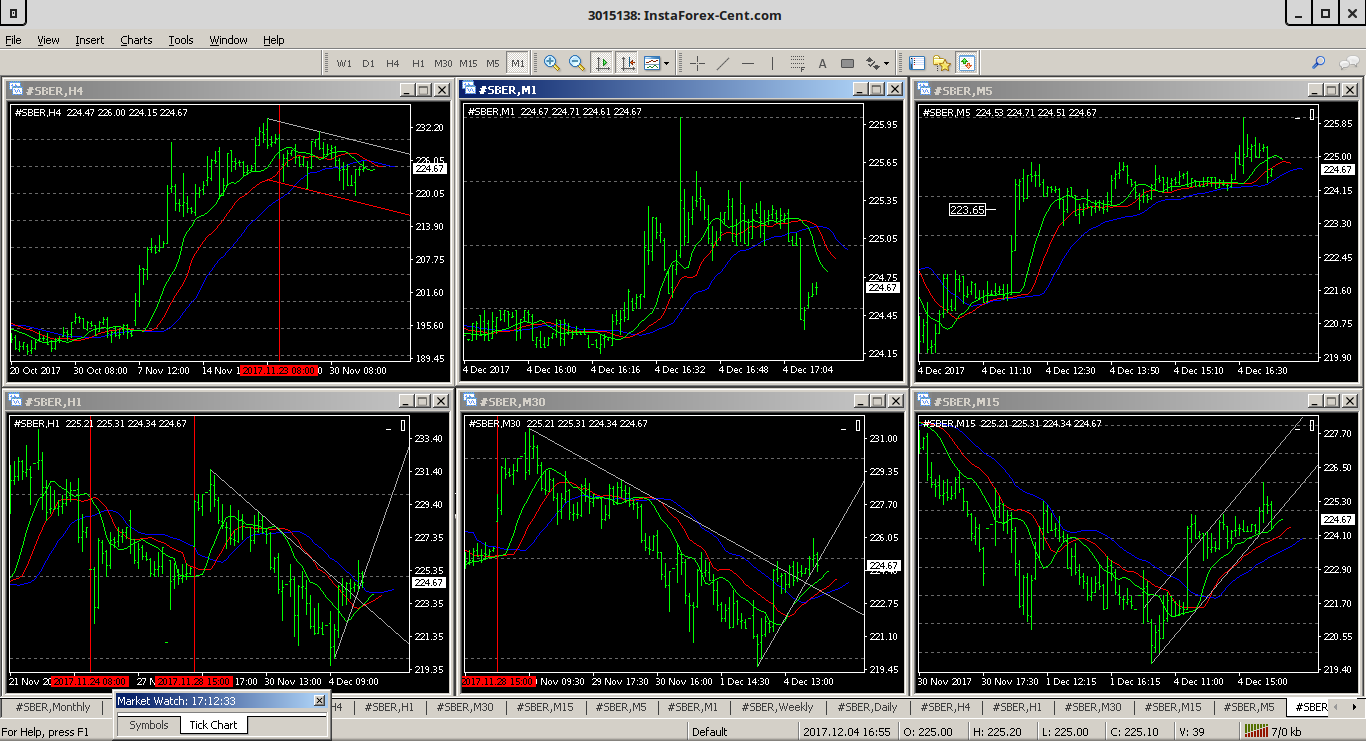 3015138: InstaForex-Cent.com
File View Insert Charts Tools Window Help
W1 D1 H4 H1 M30 M15 M5 M1
#SBER,H4
#SBER,H4 224.47 226.00 224.15 224.67
232.20
226.05
224.67
220.05
213.90
207.75
201.60
195.60
189.45
20 Oct 2017 30 Oct 08:00 7 Nov 12:00 14 Nov 1 2017.11.23 08:00 0 30 Nov 08:00
#SBER,M1
#SBER,M1 224.67 224.71 224.61 224.67
225.95
225.65
225.35
225.05
224.75
224.67
224.45
224.15
4 Dec 2017 4 Dec 16:00 4 Dec 16:16 4 Dec 16:32 4 Dec 16:48 4 Dec 17:04
#SBER,M5
#SBER,M5 224.53 224.71 224.51 224.67
223.65
225.85
225.00
224.67
224.15
223.30
222.45
221.60
220.75
219.90
4 Dec 2017 4 Dec 11:10 4 Dec 12:30 4 Dec 13:50 4 Dec 15:10 4 Dec 16:30
#SBER,H1
#SBER,H1 225.21 225.31 224.34 224.67
233.40
231.40
229.40
227.35
225.35
224.67
223.35
221.35
219.35
21 Nov 20 2017.11.24 08:00 27 N 2017.11.28 15:00 17:00 30 Nov 13:00 4 Dec 09:00
#SBER,M30
#SBER,M30 225.21 225.31 224.34 224.67
231.00
229.35
227.70
226.05
224.67
222.75
221.10
219.45
2017.11.28 15:00 Nov 09:30 29 Nov 17:30 30 Nov 16:00 1 Dec 14:30 4 Dec 13:00
#SBER,M15
#SBER,M15 225.21 225.31 224.34 224.67
227.70
226.50
225.30
224.67
224.10
222.90
221.70
220.55
219.40
30 Nov 2017 30 Nov 17:30 1 Dec 12:15 1 Dec 16:15 4 Dec 11:00 4 Dec 15:00
#SBER,Monthly H4 #SBER,H1 #SBER,M30 #SBER,M15 #SBER,M5 #SBER,M1 #SBER,Weekly #SBER,Daily #SBER,H4 #SBER,H1 #SBER,M30 #SBER,M15 #SBER,M5 #SBER
Market Watch: 17:12:33
Symbols Tick Chart
For Help, press F1 Default 2017.12.04 16:55 O: 225.00 H: 225.20 L: 225.00 C: 225.10 V: 39 7/0 kb